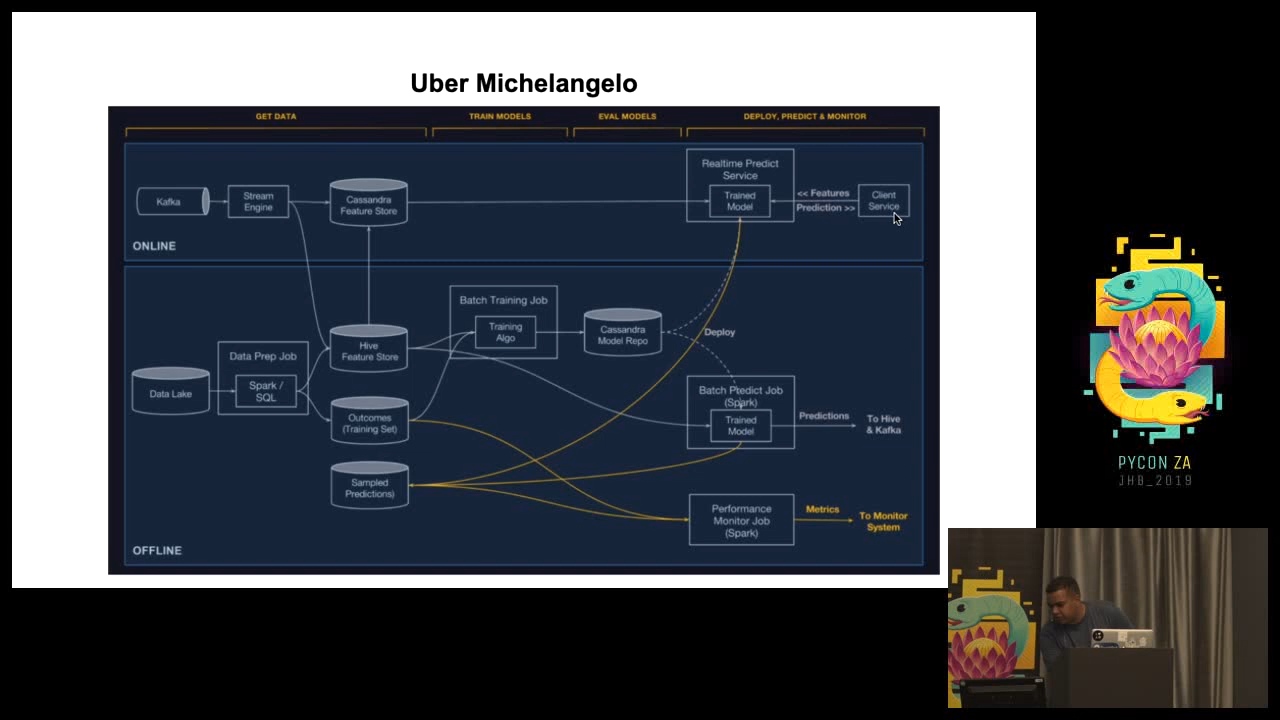 Uber Michelangelo
GET DATA
TRAIN MODELS
EVAL MODELS
DEPLOY, PREDICT & MONITOR
Kafka
Stream
Engine
Cassandra
Feature Store
Realtime Predict
Service
Trained
Model
<< Features
Prediction >>
Client
Service
ONLINE
Data Lake
Data Prep Job
Spark /
SQL
Hive
Feature Store
Outcomes
(Training Set)
Sampled
Predictions)
Batch Training Job
Training
Algo
Cassandra
Model Repo
Deploy
Batch Predict Job
(Spark)
Trained
Model
Predictions
To Hive
& Kafka
Performance
Monitor Job
(Spark)
Metrics
To Monitor
System
OFFLINE
PYCON ZA
JHB_2019